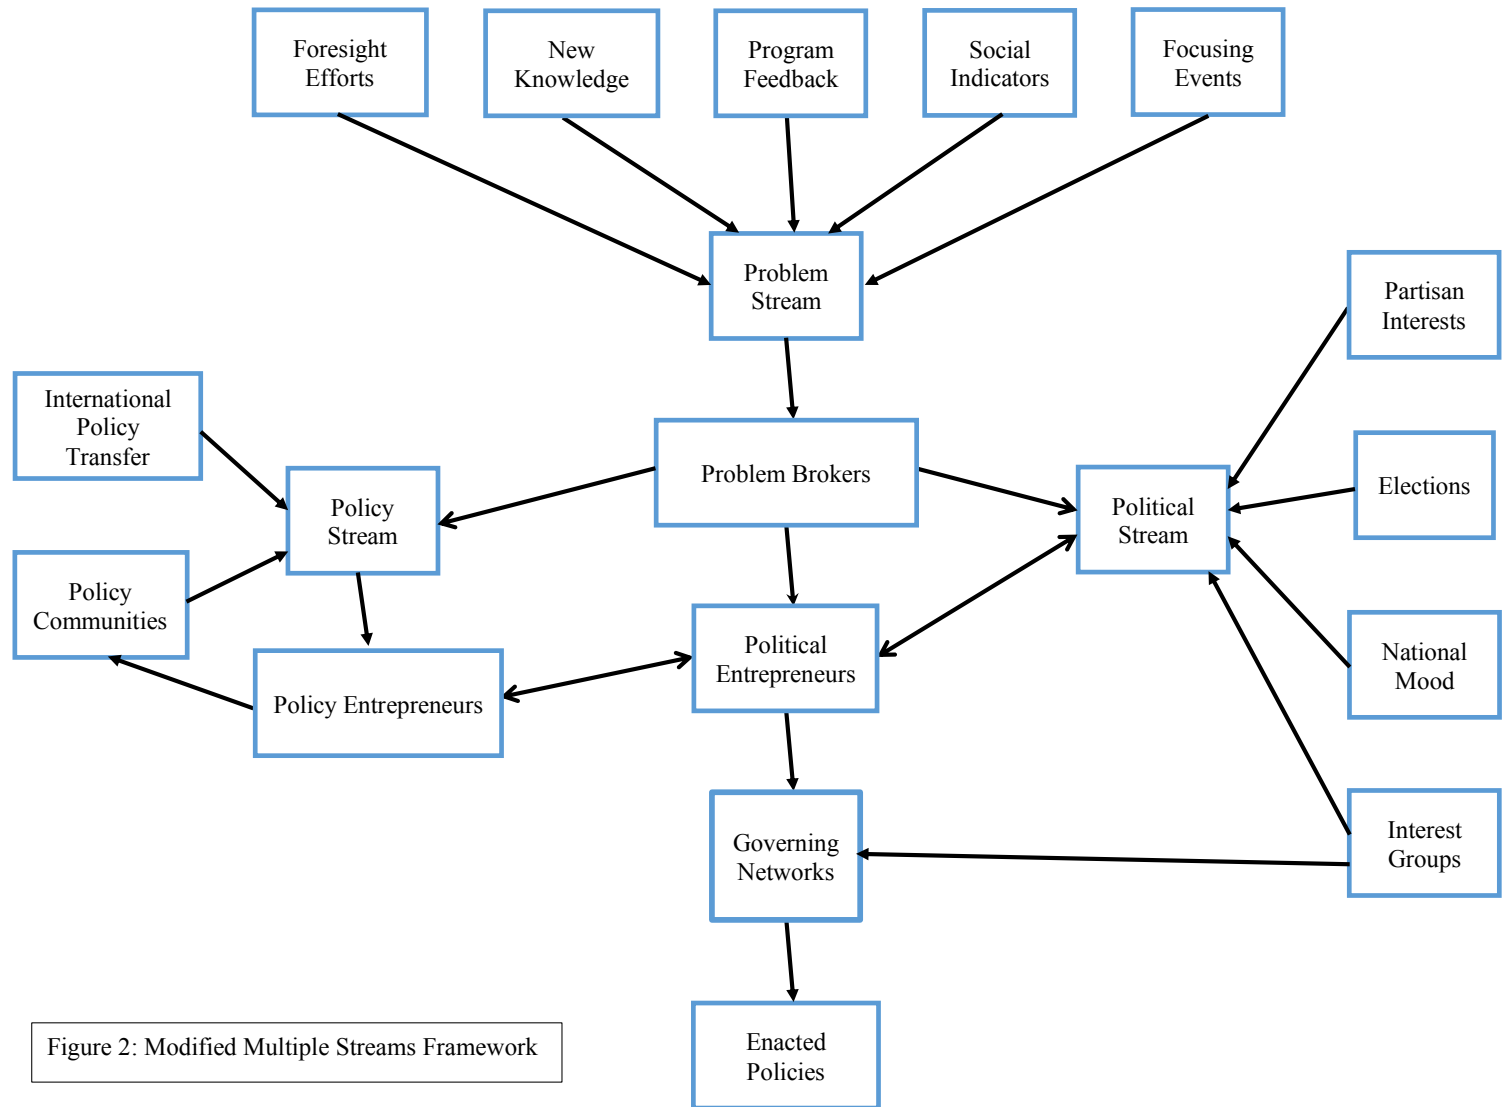 Foresight
Efforts
New
Knowledge
Program
Feedback
Social
Indicators
Focusing
Events
Problem
Stream
Partisan
Interests
International
Policy
Transfer
Problem Brokers
Elections
Policy
Stream
Political
Stream
Policy
Communities
Political
Entrepreneurs
National
Mood
Policy Entrepreneurs
Governing
Networks
Interest
Groups
Enacted
Policies
Figure 2: Modified Multiple Streams Framework